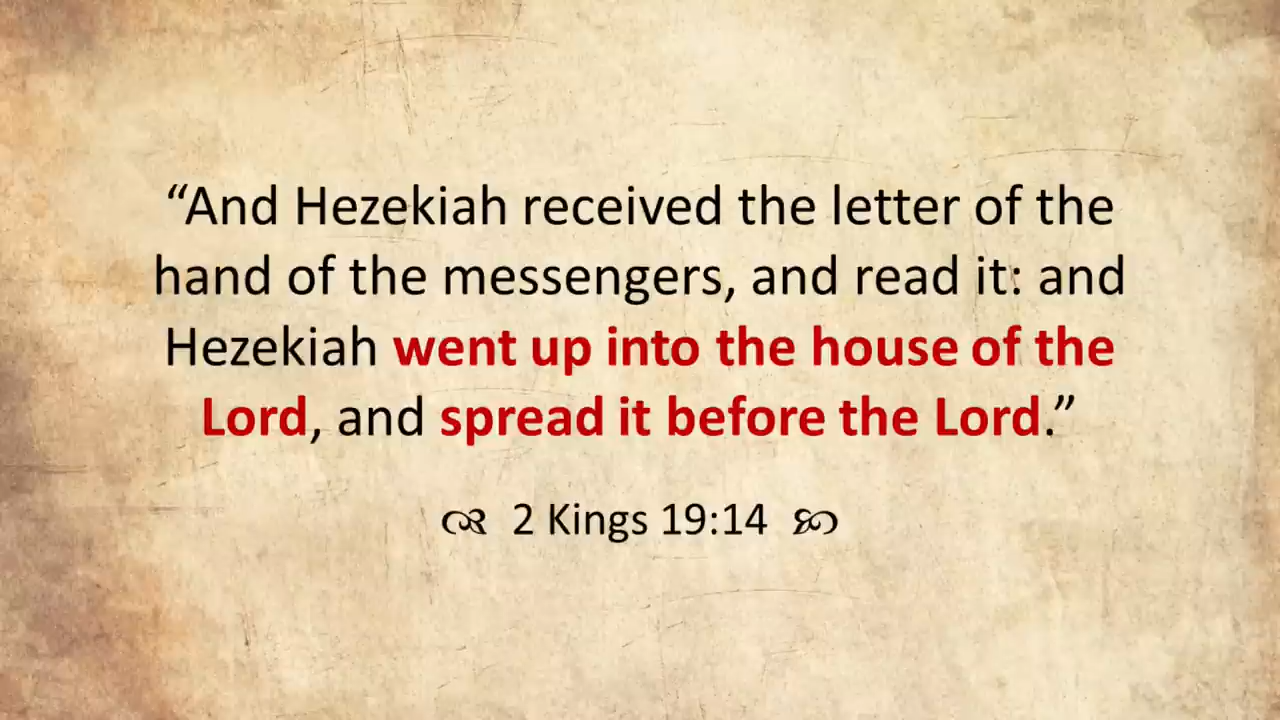 “And Hezekiah received the letter of the
hand of the messengers, and read it: and
Hezekiah went up into the house of the
Lord, and spread it before the Lord.”
2 Kings 19:14